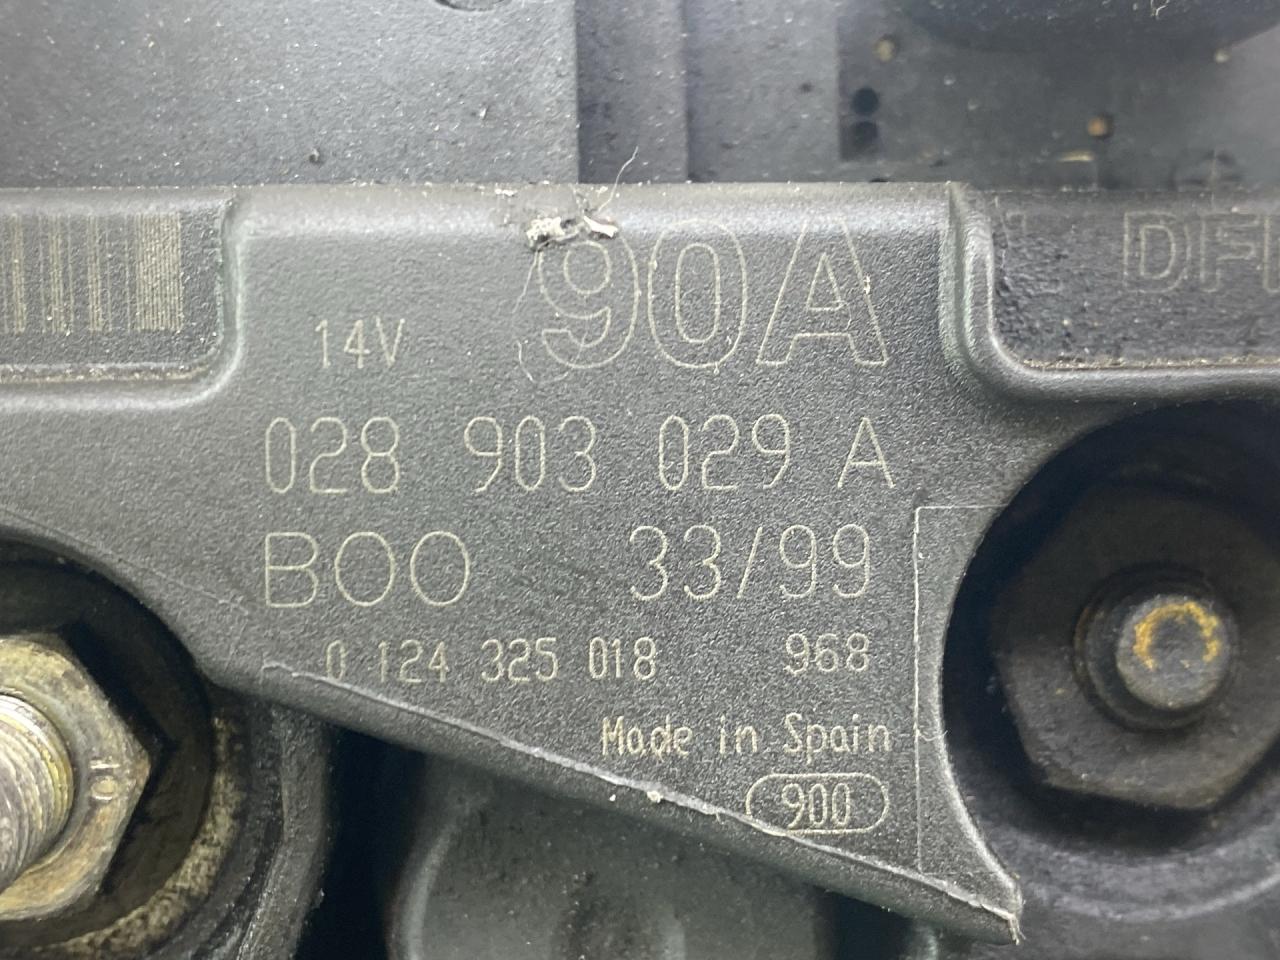 90A
14V
028 903 029 A
BOO 33/99
0 124 325 018 968
Made in Spain
900